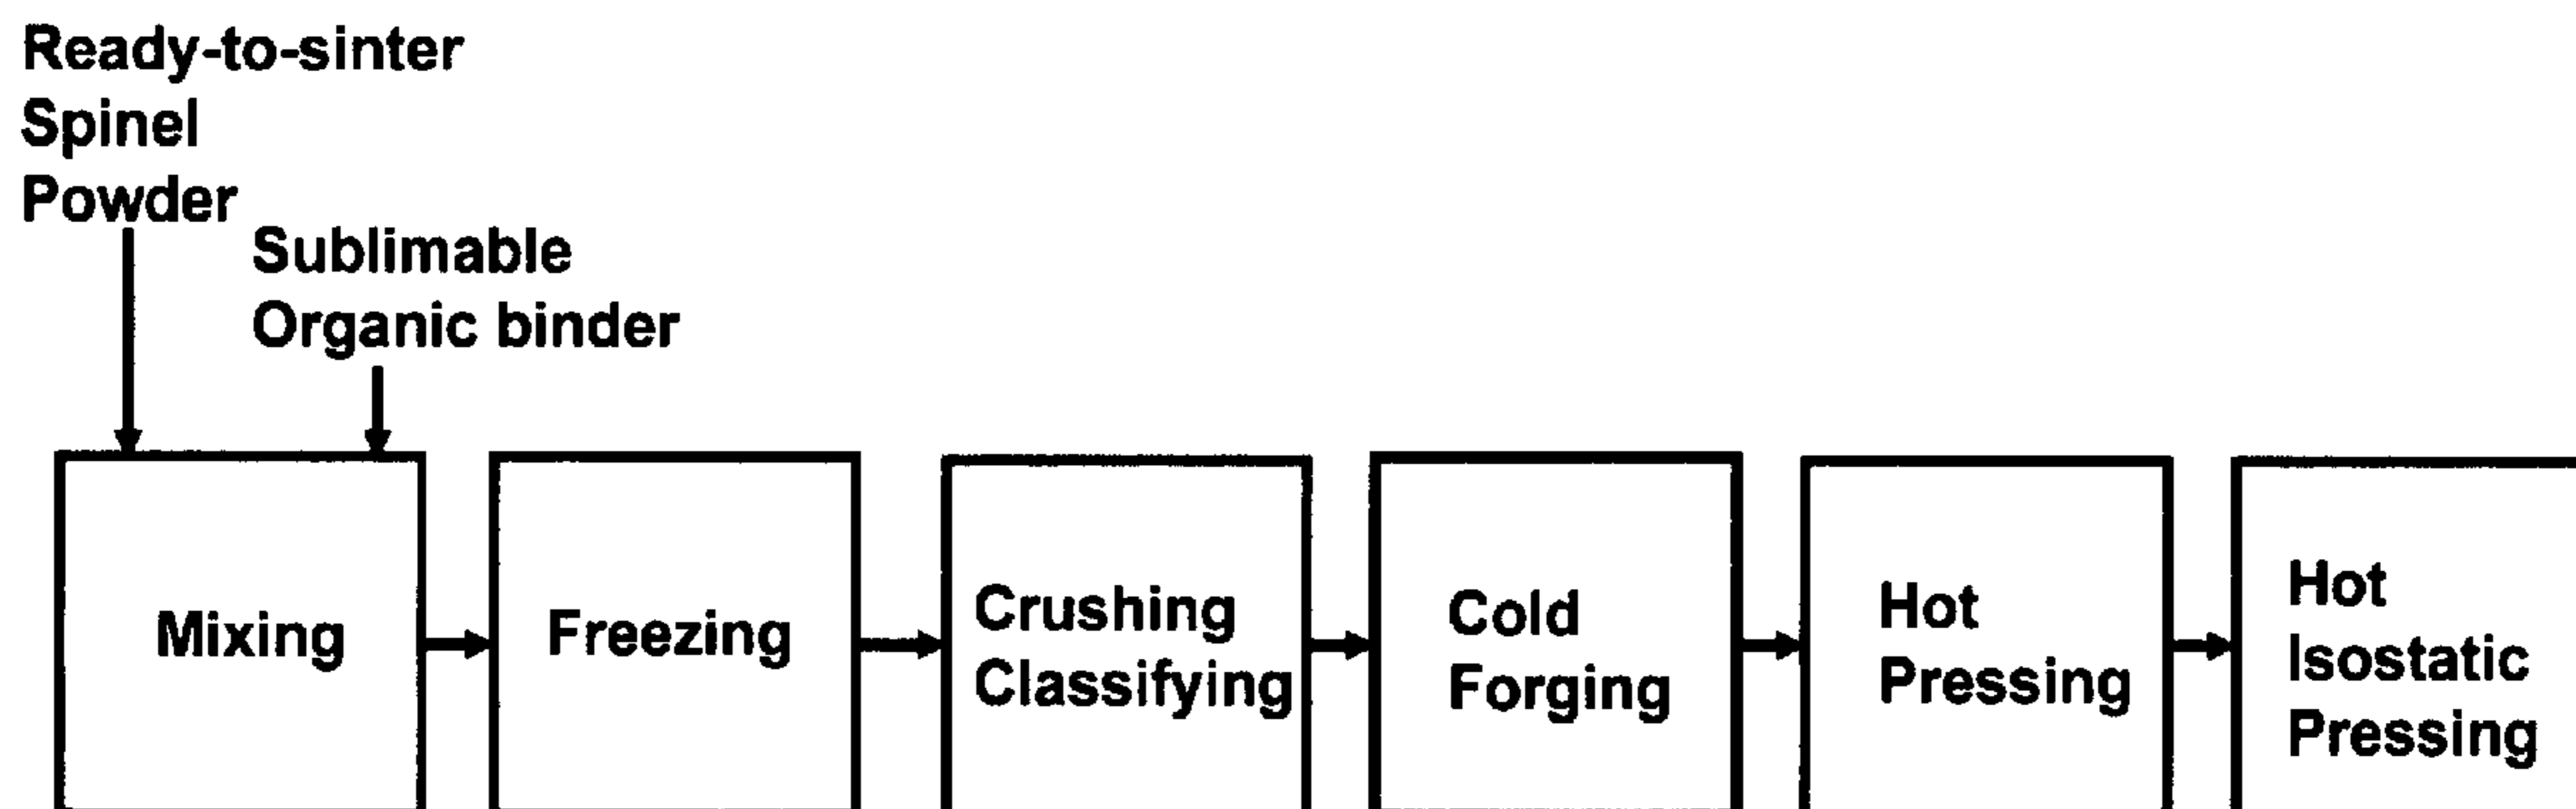 Ready-to-sinter
Spinel
Powder
Sublimable
Organic binder
Mixing
Freezing
Crushing
Classifying
Cold
Forging
Hot
Pressing
Hot
Isostatic
Pressing